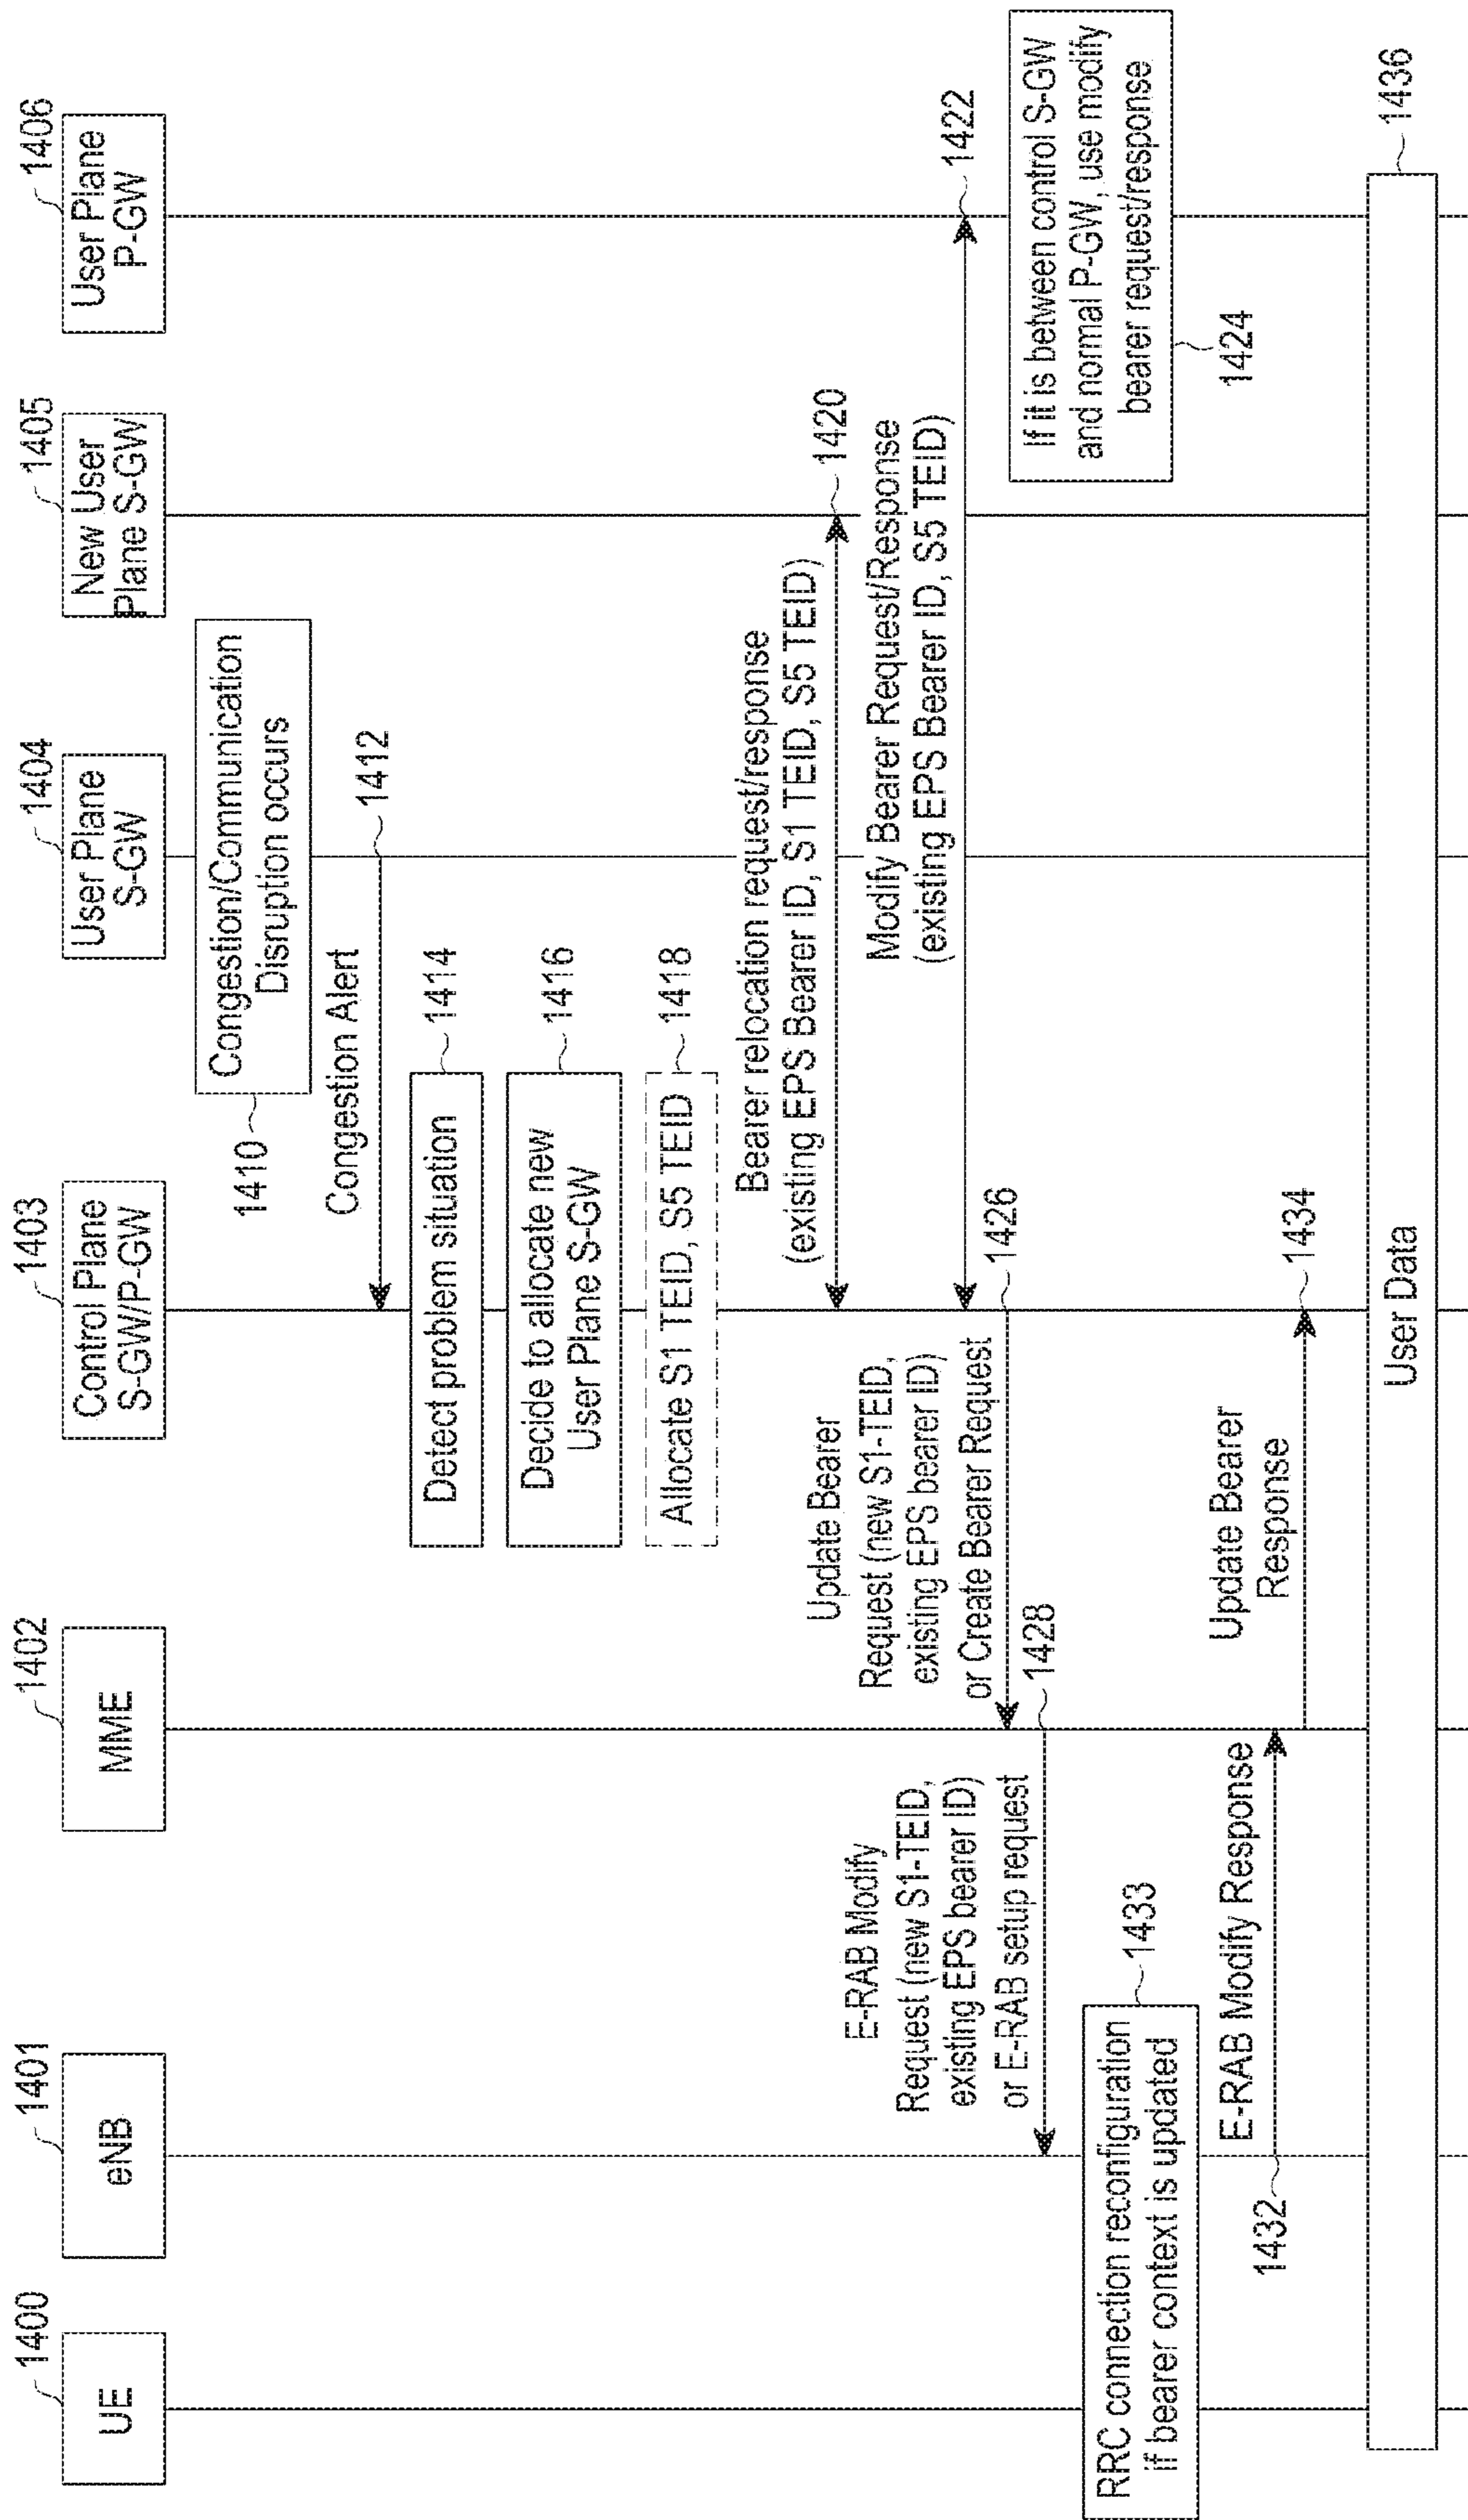 1400
UE
1401
eNB
1402
MME
1403
Control Plane
S-GW/P-GW
1404
User Plane
S-GW
1405
New User
Plane S-GW
1406
User Plane
P-GW
1410
Congestion/Communication
Disruption occurs
Congestion Alert
1412
Detect problem situation
1414
Decide to allocate new
User Plane S-GW
1416
Allocate S1 TEID, S5 TEID
1418
Bearer relocation request/response
(existing EPS Bearer ID, S1 TEID, S5 TEID)
1420
Modify Bearer Request/Response
(existing EPS Bearer ID, S5 TEID)
1422
If it is between control S-GW
and normal P-GW, use modify
bearer request/response
1424
Update Bearer
Request (new S1-TEID,
existing EPS bearer ID)
or Create Bearer Request
1426
E-RAB Modify
Request (new S1-TEID,
existing EPS bearer ID)
or E-RAB setup request
1428
RRC connection reconfiguration
if bearer context is updated
1433
E-RAB Modify Response
1432
Update Bearer
Response
1434
User Data
1436